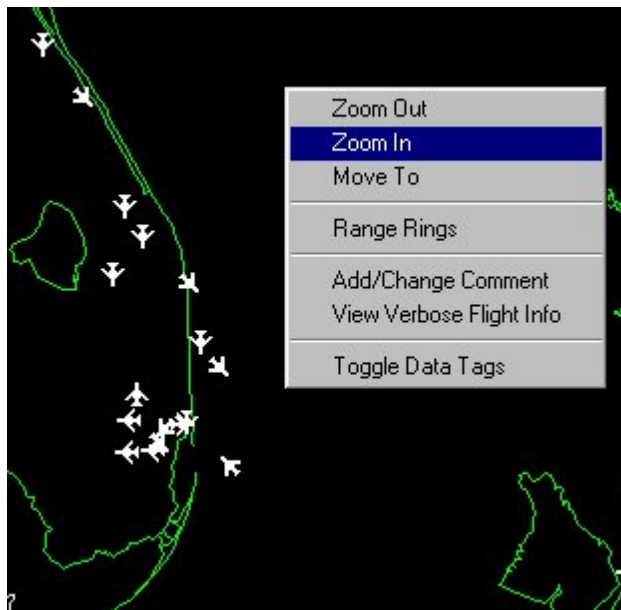 Zoom Out
Zoom In
Move To
Range Rings
Add/Change Comment
View Verbose Flight Info
Toggle Data Tags